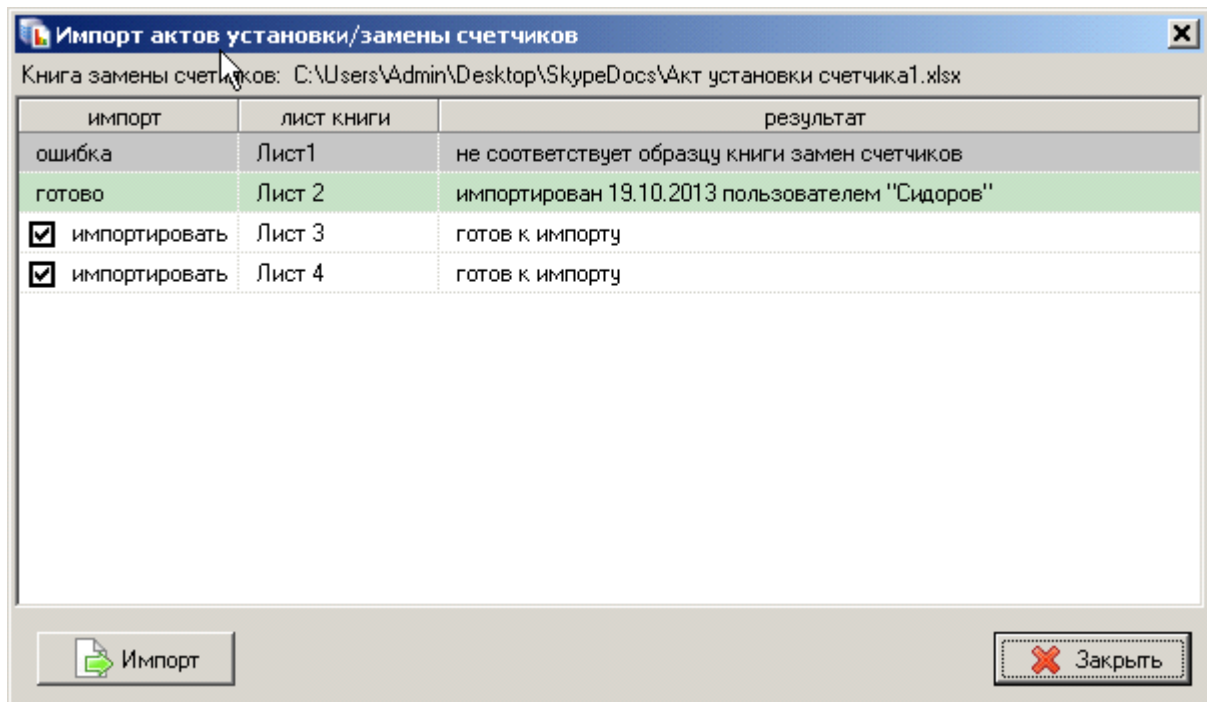 Импорт актов установки/замены счетчиков
Книга замены счетчиков: C:\Users\Admin\Desktop\SkypeDocs\Акт установки счетчика1.xlsx
импорт лист книги результат
ошибка Лист1 не соответствует образцу книги замен счетчиков
готово Лист 2 импортирован 19.10.2013 пользователем "Сидоров"
импортировать Лист 3 готов к импорту
импортировать Лист 4 готов к импорту
Импорт Закрыть